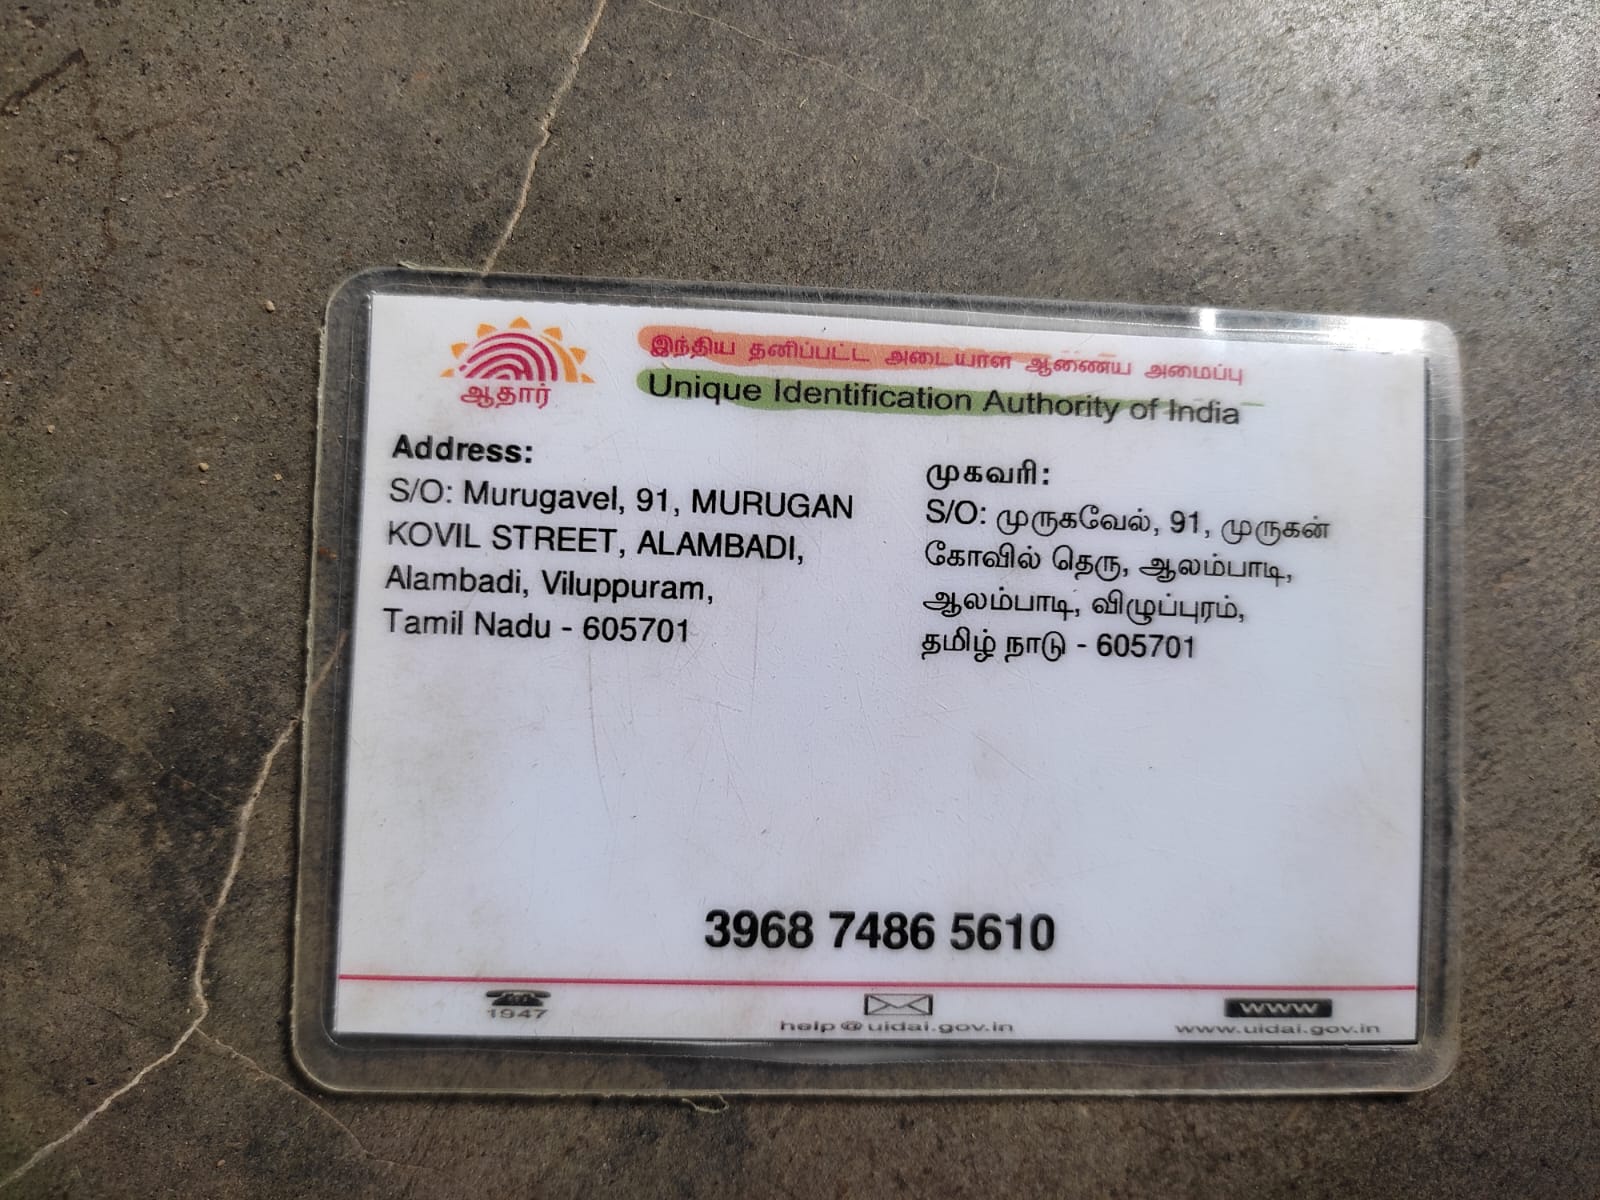 ஆதார்
இந்திய தனிப்பட்ட அடையாள ஆணைய அமைப்பு
Unique Identification Authority of India
Address:
S/O: Murugavel, 91, MURUGAN
KOVIL STREET, ALAMBADI,
Alambadi, Viluppuram,
Tamil Nadu - 605701
முகவரி:
S/O: முருகவேல், 91, முருகன்
கோவில் தெரு, ஆலம்பாடி,
ஆலம்பாடி, விழுப்புரம்,
தமிழ் நாடு - 605701
3968 7486 5610
1947
help@uidai.gov.in
WWW
www.uidai.gov.in